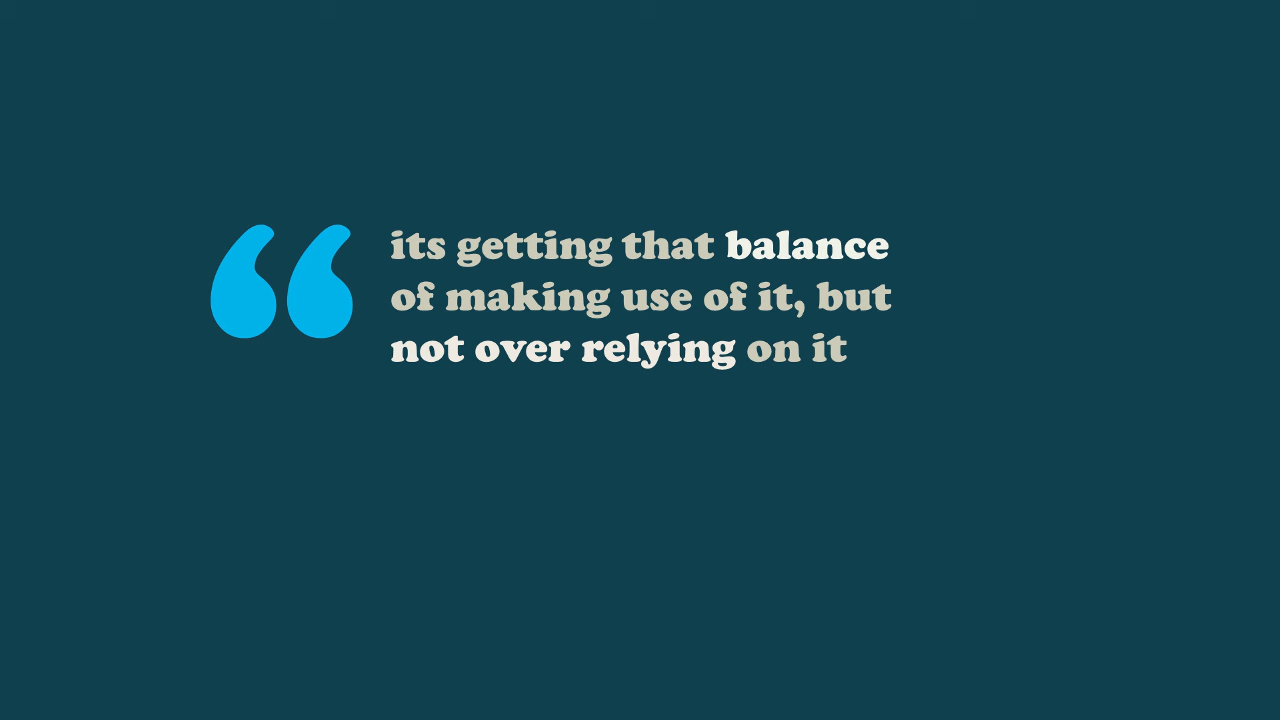 “
its getting that balance
of making use of it, but
not over relying on it